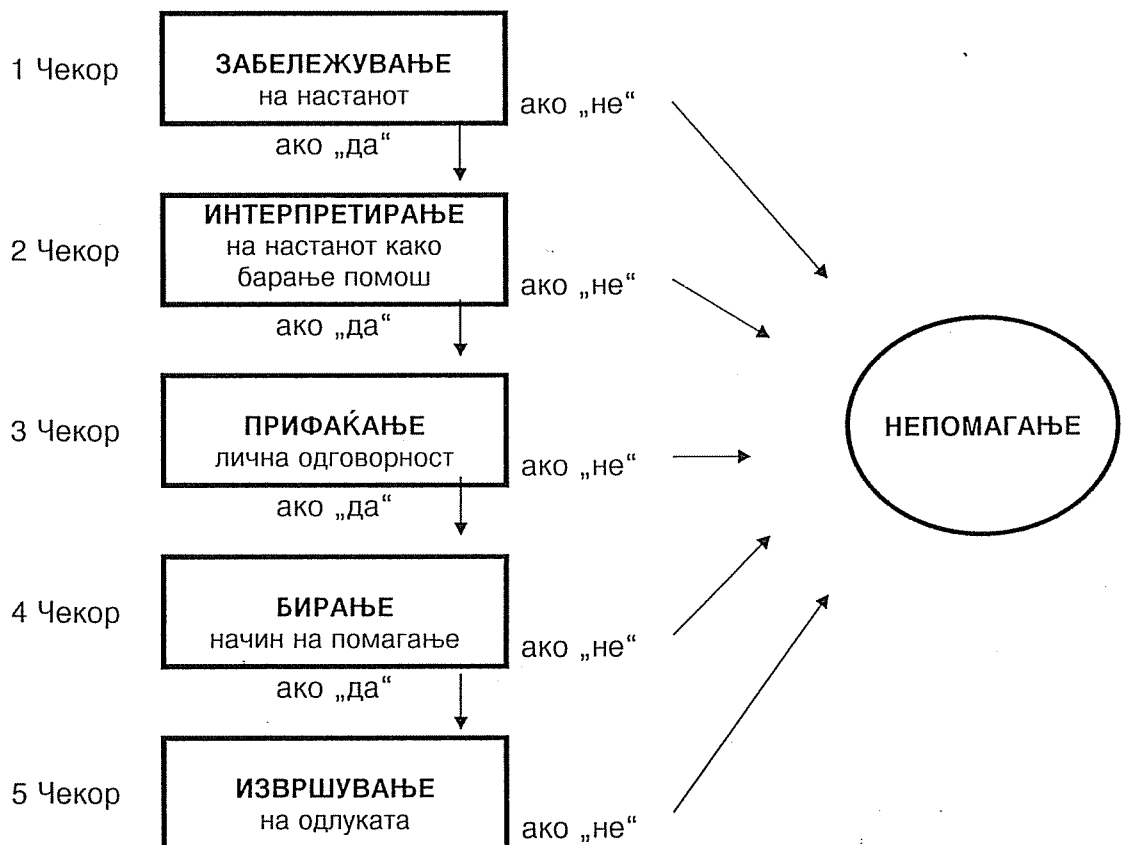 1 Чекор
ЗАБЕЛЕЖУВАЊЕ
на настанот
ако „не“
ако „да“
2 Чекор
ИНТЕРПРЕТИРАЊЕ
на настанот како
барање помош
ако „не“
ако „да“
3 Чекор
ПРИФАЌАЊЕ
лична одговорност
ако „не“
ако „да“
НЕПОМАГАЊЕ
4 Чекор
БИРАЊЕ
начин на помагање
ако „не“
ако „да“
5 Чекор
ИЗВРШУВАЊЕ
на одлуката
ако „не“